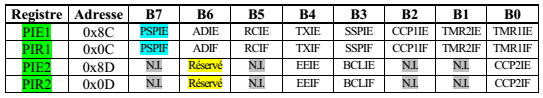 Registre Adresse B7 B6 B5 B4 B3 B2 B1 B0
PIE1 0x8C PSPIE ADIE RCIE TXIE SSPIE CCP1IE TMR2IE TMR1IE
PIR1 0x0C PSPIF ADIF RCIF TXIF SSPIF CCP1IF TMR2IF TMR1IF
PIE2 0x8D N.I. Réservé N.I. EEIE BCLIE N.I. N.I. CCP2IE
PIR2 0x0D N.I. Réservé N.I. EEIF BCLIF N.I. N.I. CCP2IF